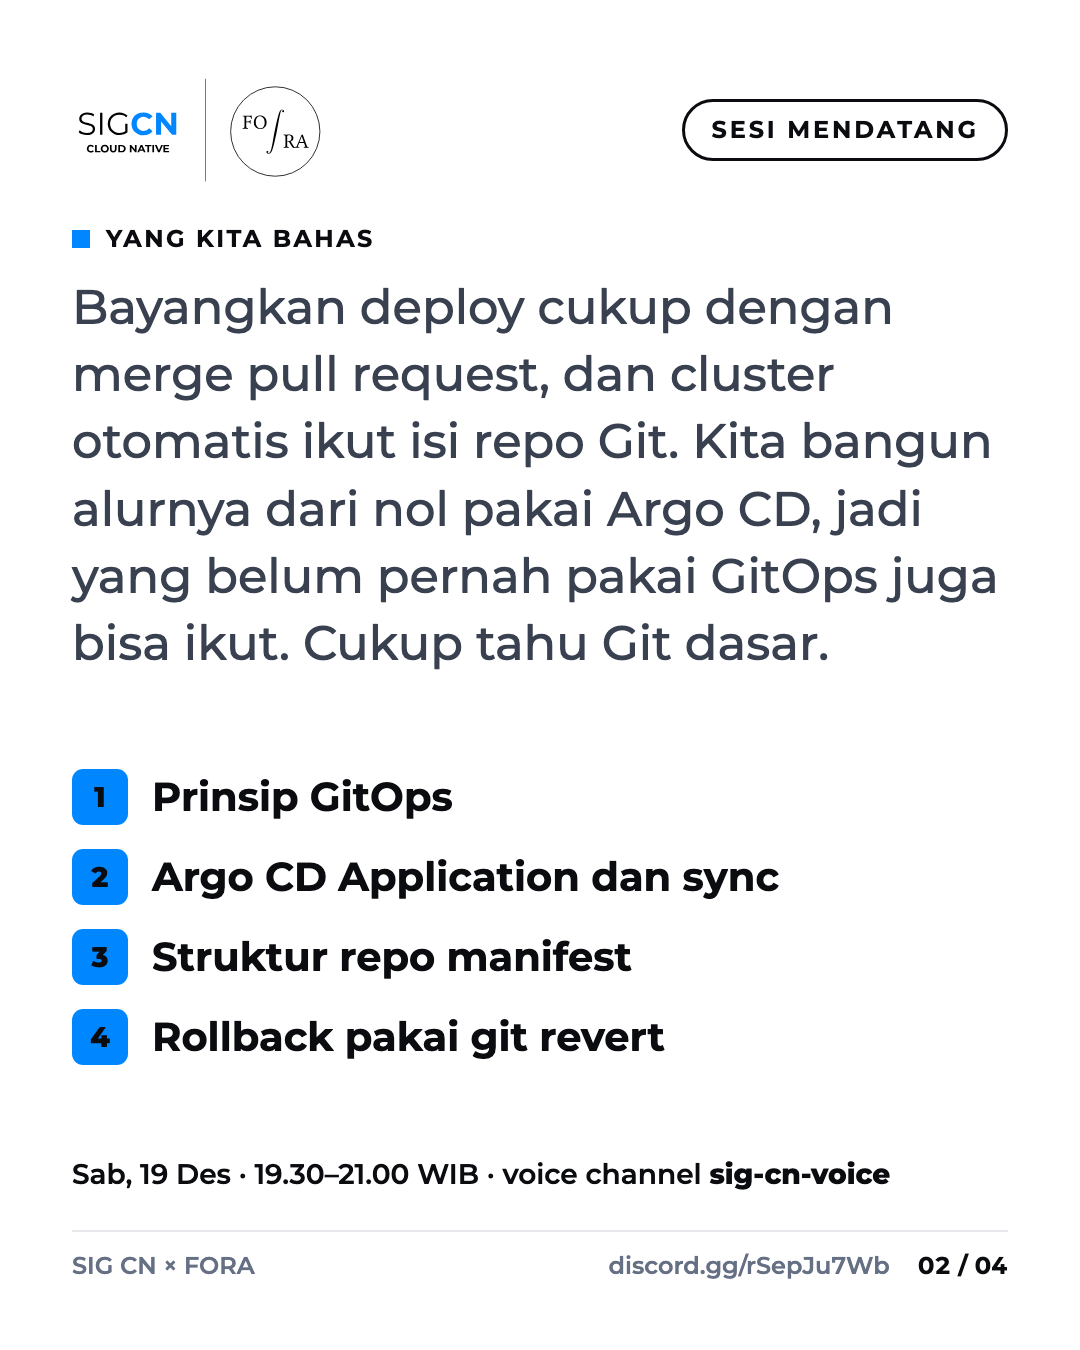 SIGCN
CLOUD NATIVE
FO
RA
SESI MENDATANG
YANG KITA BAHAS
Bayangkan deploy cukup dengan
merge pull request, dan cluster
otomatis ikut isi repo Git. Kita bangun
alurnya dari nol pakai Argo CD, jadi
yang belum pernah pakai GitOps juga
bisa ikut. Cukup tahu Git dasar.
1 Prinsip GitOps
2 Argo CD Application dan sync
3 Struktur repo manifest
4 Rollback pakai git revert
Sab, 19 Des · 19.30–21.00 WIB · voice channel sig-cn-voice
SIG CN × FORA
discord.gg/rSepJu7Wb 02 / 04